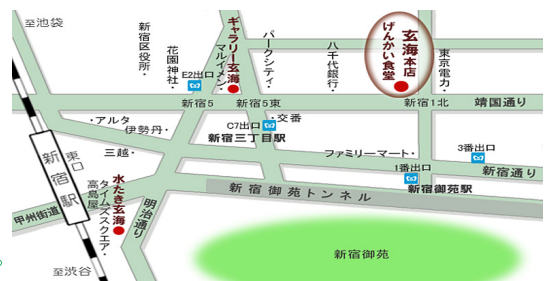 至池袋
新宿区役所・
花園神社・
マルイメン・
ギャラリー玄海
パークシティ・
八千代銀行・
玄海本店
げんかい食堂
東京電力・
E2出口
新宿5
新宿5東
新宿1北
靖国通り
・アルタ
伊勢丹・
C7出口
・交番
新宿三丁目駅
三越・
ファミリーマート・
3番出口
1番出口
新宿通り
新宿御苑駅
東口
新宿駅
新宿御苑トンネル
水たき玄海
タイムズスクエア・
高島屋
明治通り
甲州街道
新宿御苑
至渋谷